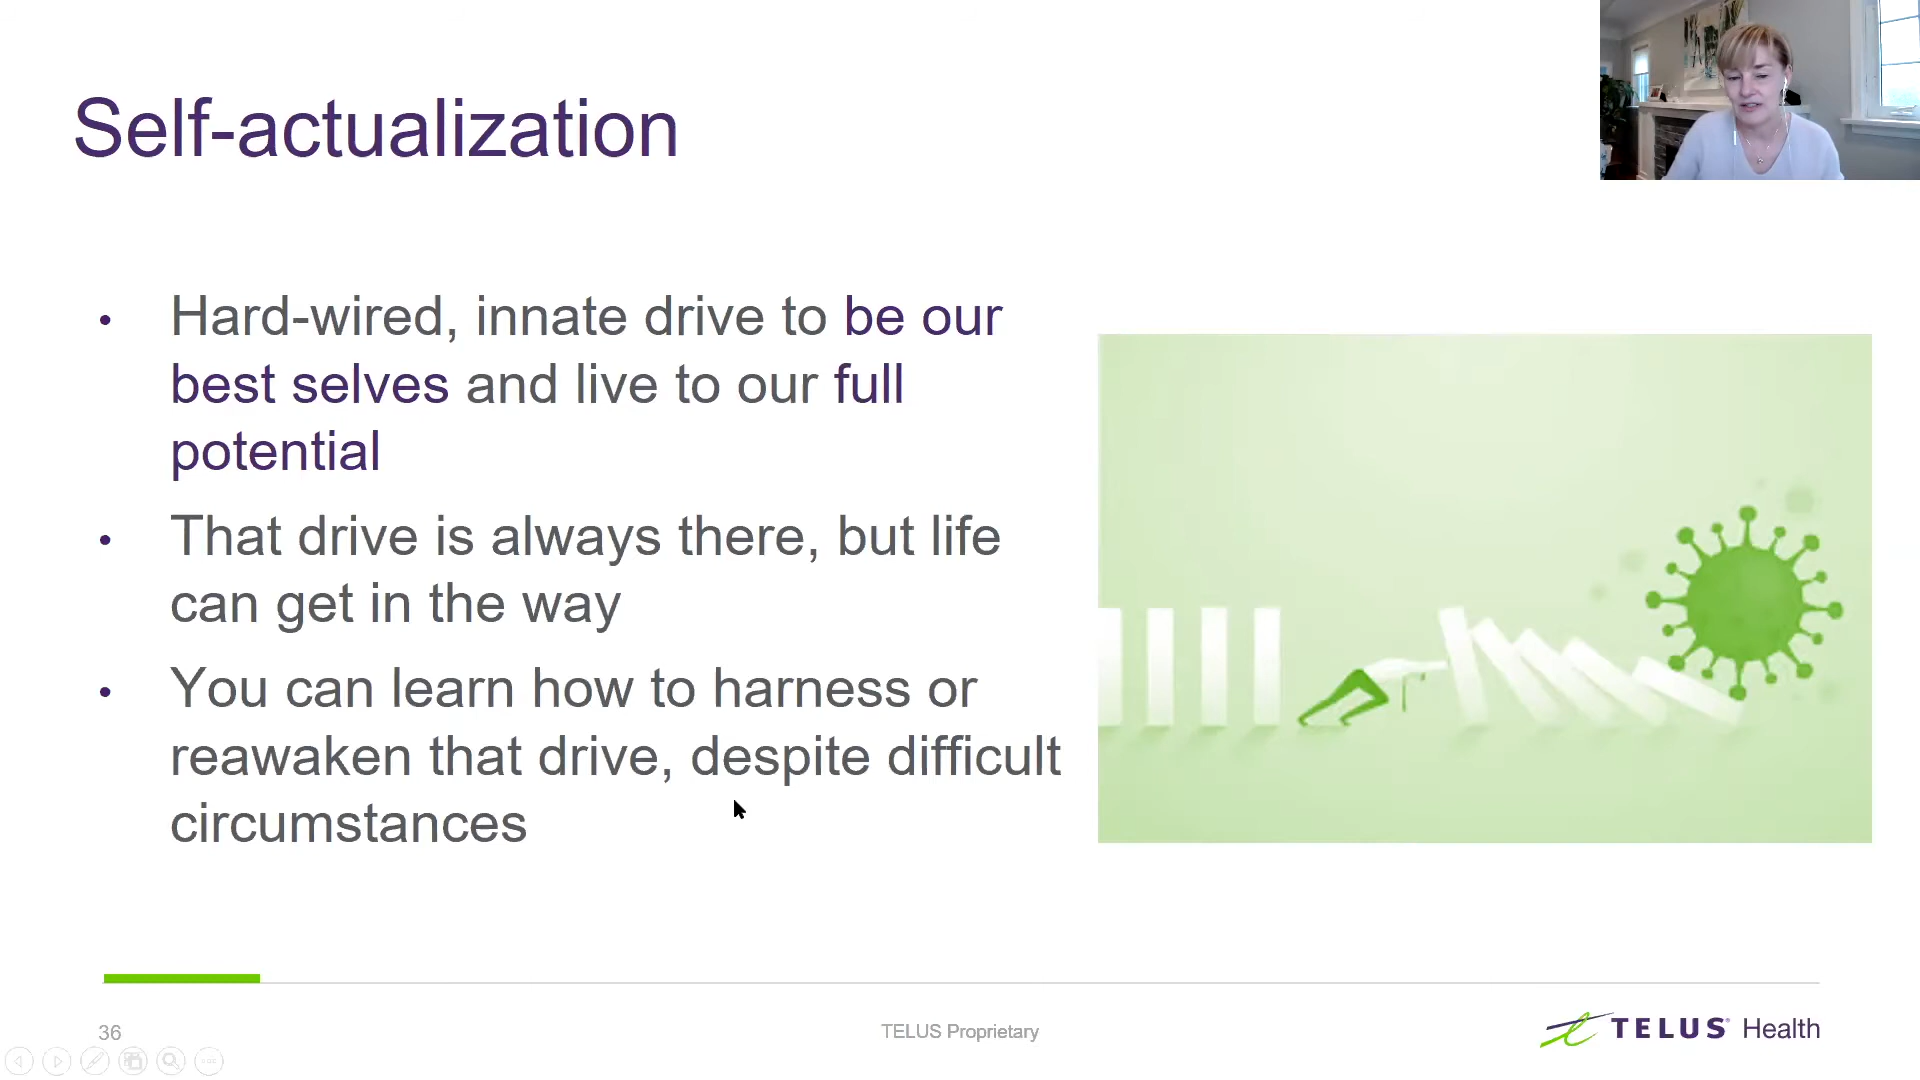 Self-actualization
• Hard-wired, innate drive to be our
best selves and live to our full
potential
• That drive is always there, but life
can get in the way
• You can learn how to harness or
reawaken that drive, despite difficult
circumstances
36
TELUS Proprietary
TELUS® Health